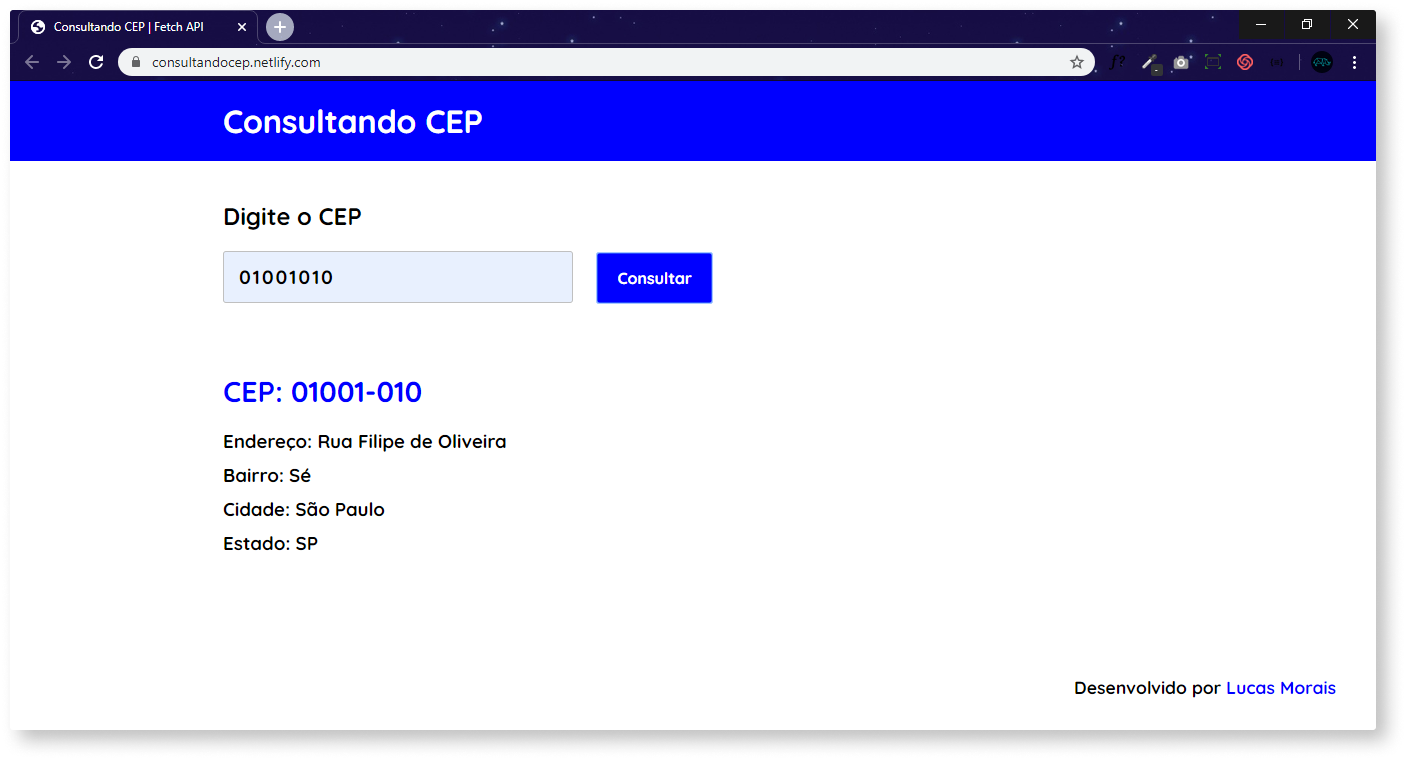 Consultando CEP | Fetch API
consultandocep.netlify.com
Consultando CEP
Digite o CEP
01001010
Consultar
CEP: 01001-010
Endereço: Rua Filipe de Oliveira
Bairro: Sé
Cidade: São Paulo
Estado: SP
Desenvolvido por Lucas Morais